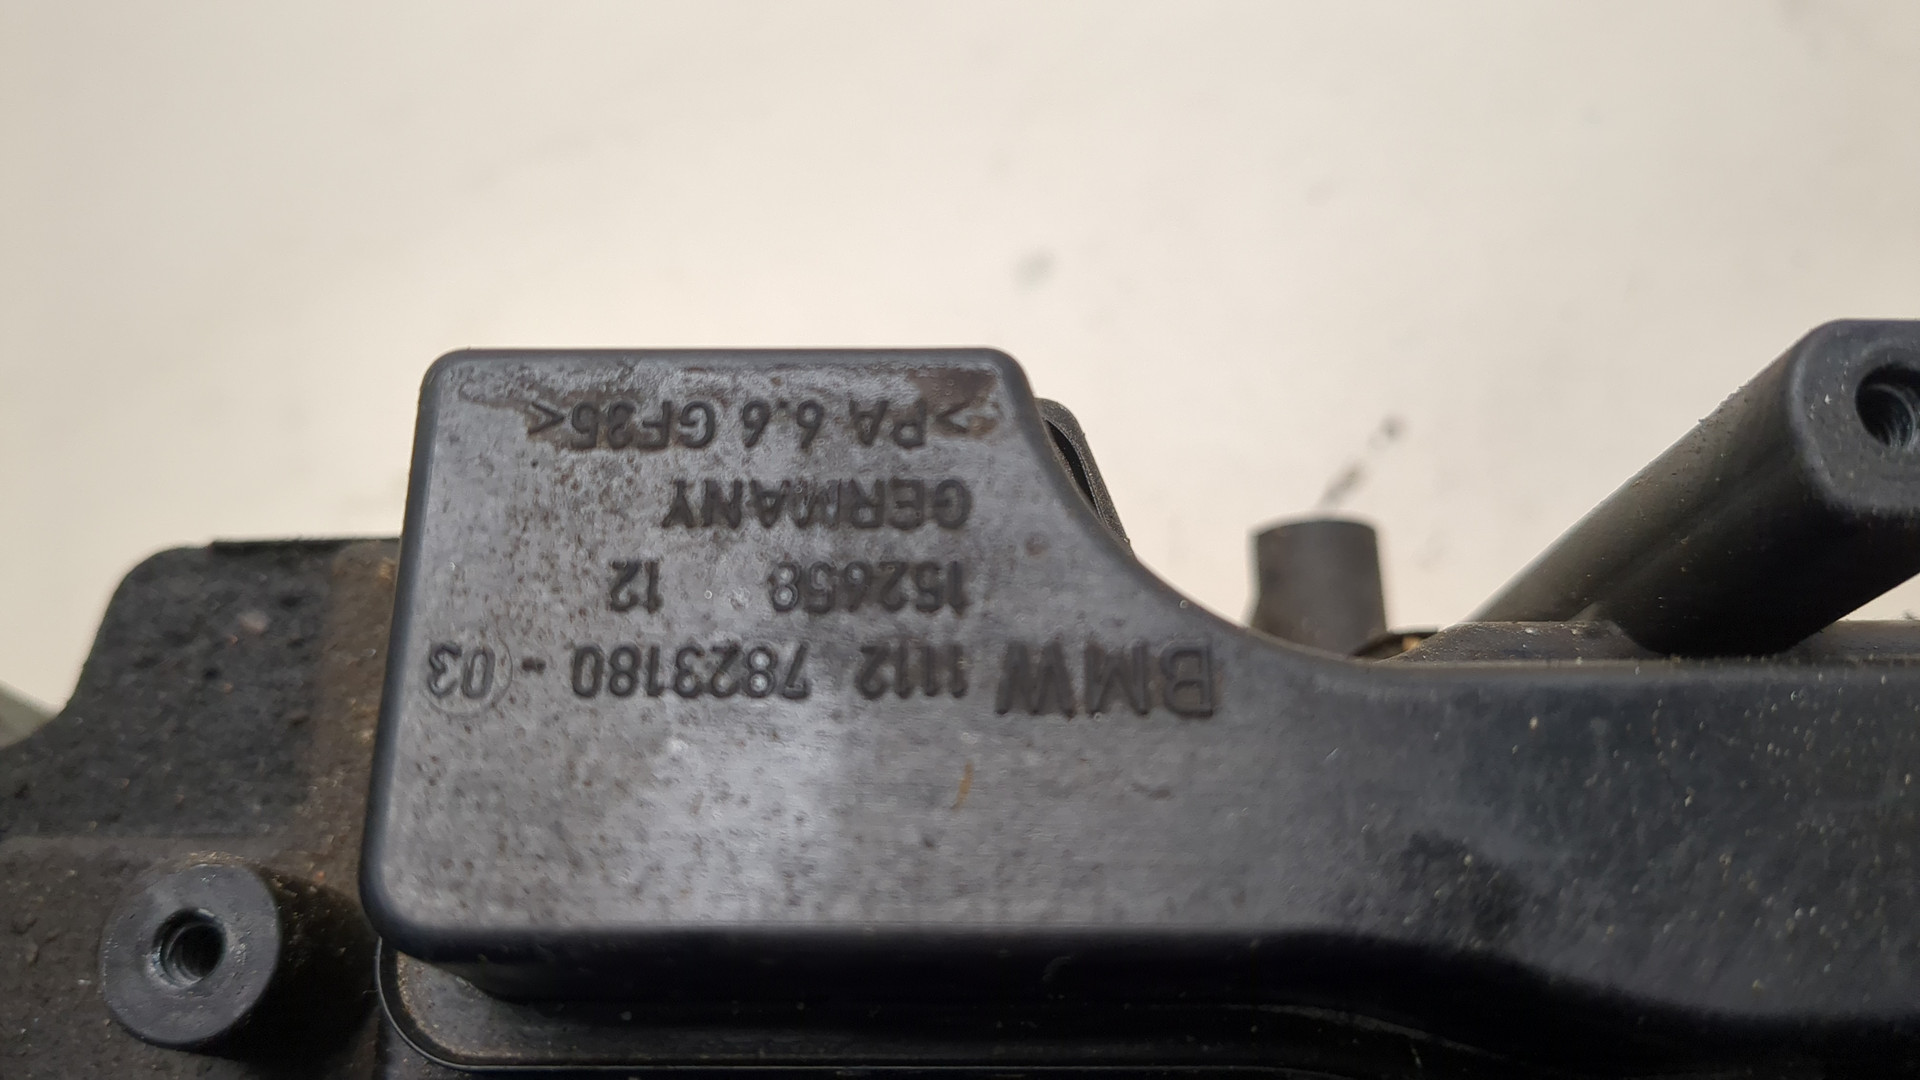 BMW 1112 7823180 - 03
152658 12
GERMANY
>PA 6.6 GF35<